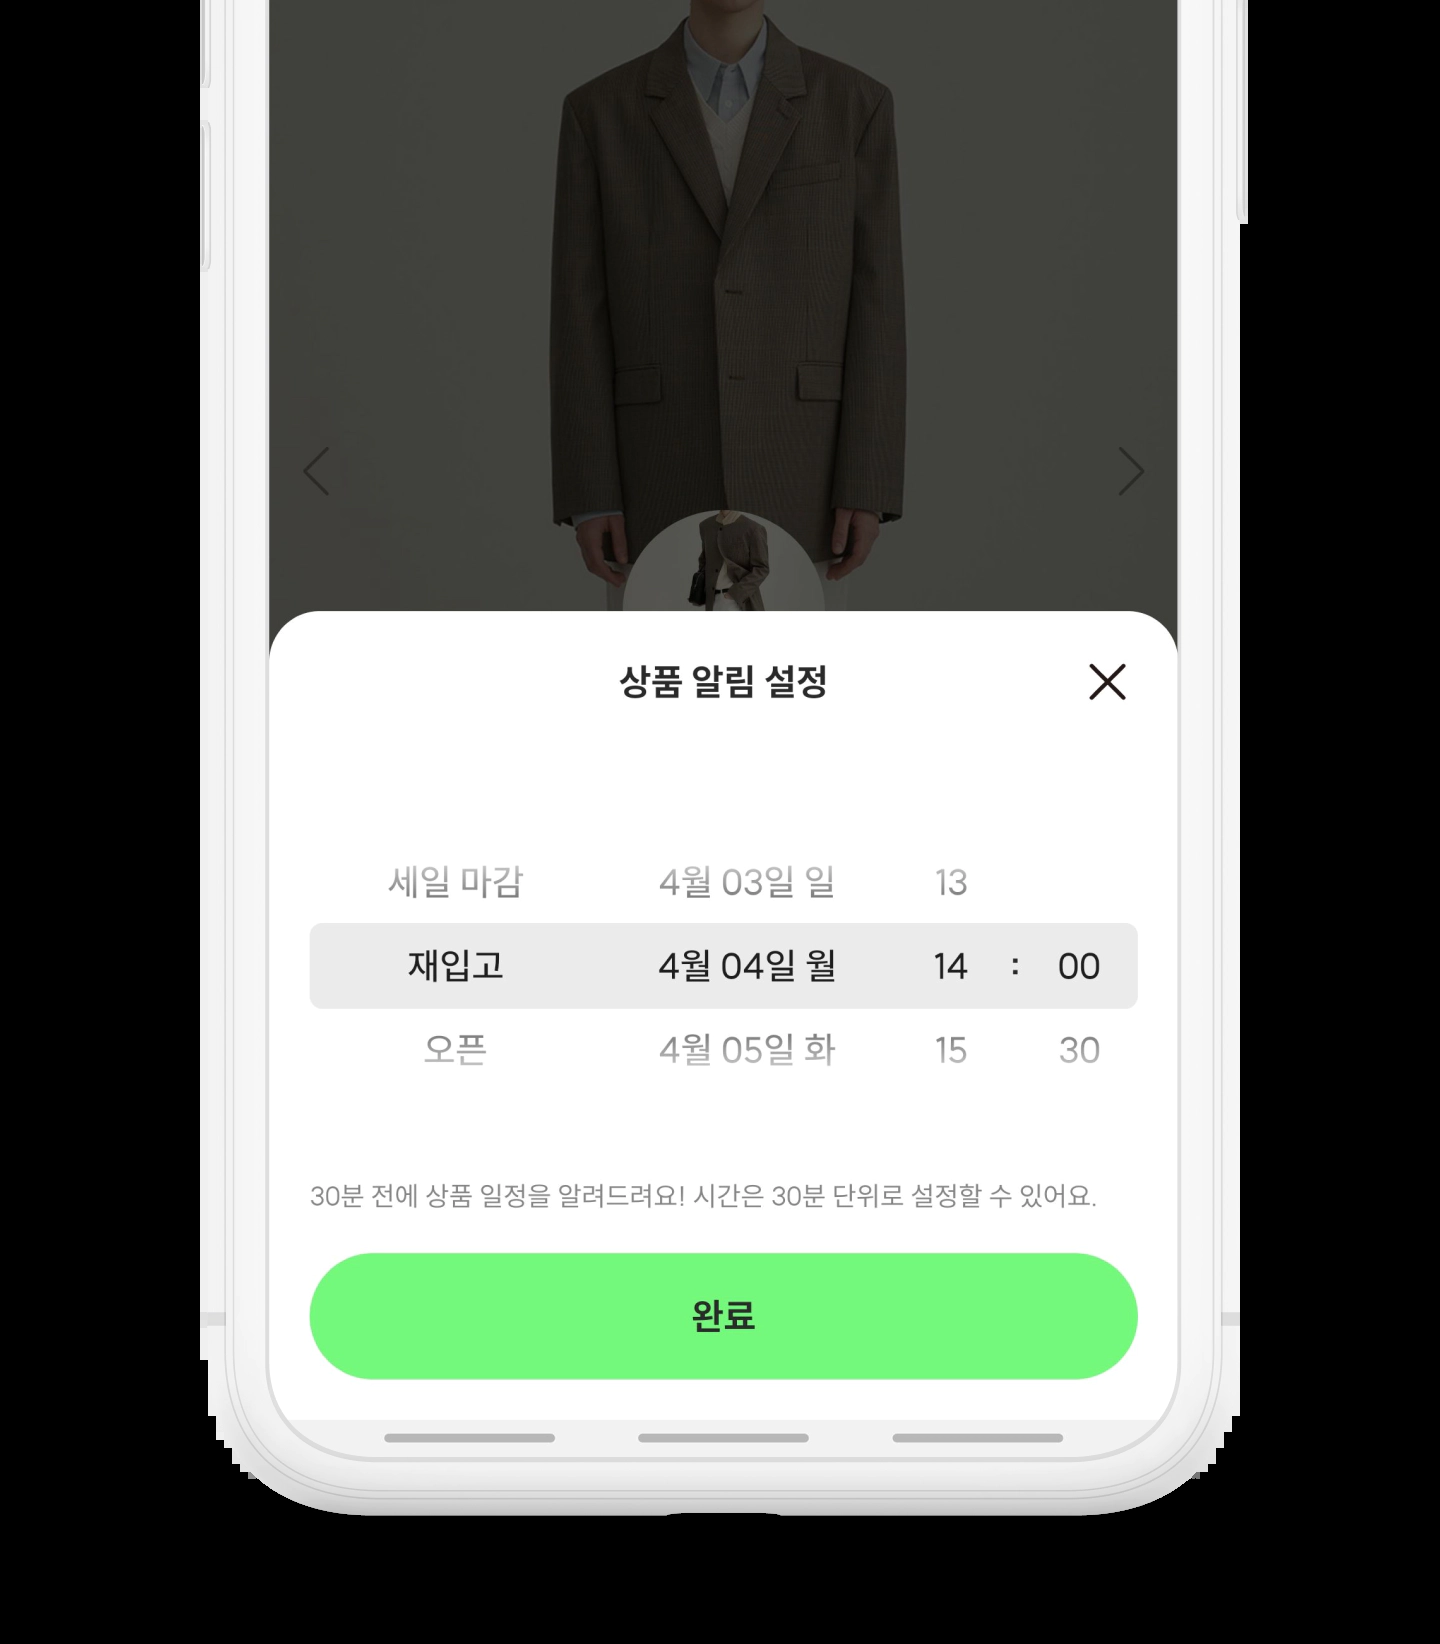 상품 알림 설정
세일 마감 4월 03일 일 13
재입고 4월 04일 월 14 : 00
오픈 4월 05일 화 15 30
30분 전에 상품 일정을 알려드려요! 시간은 30분 단위로 설정할 수 있어요.
완료